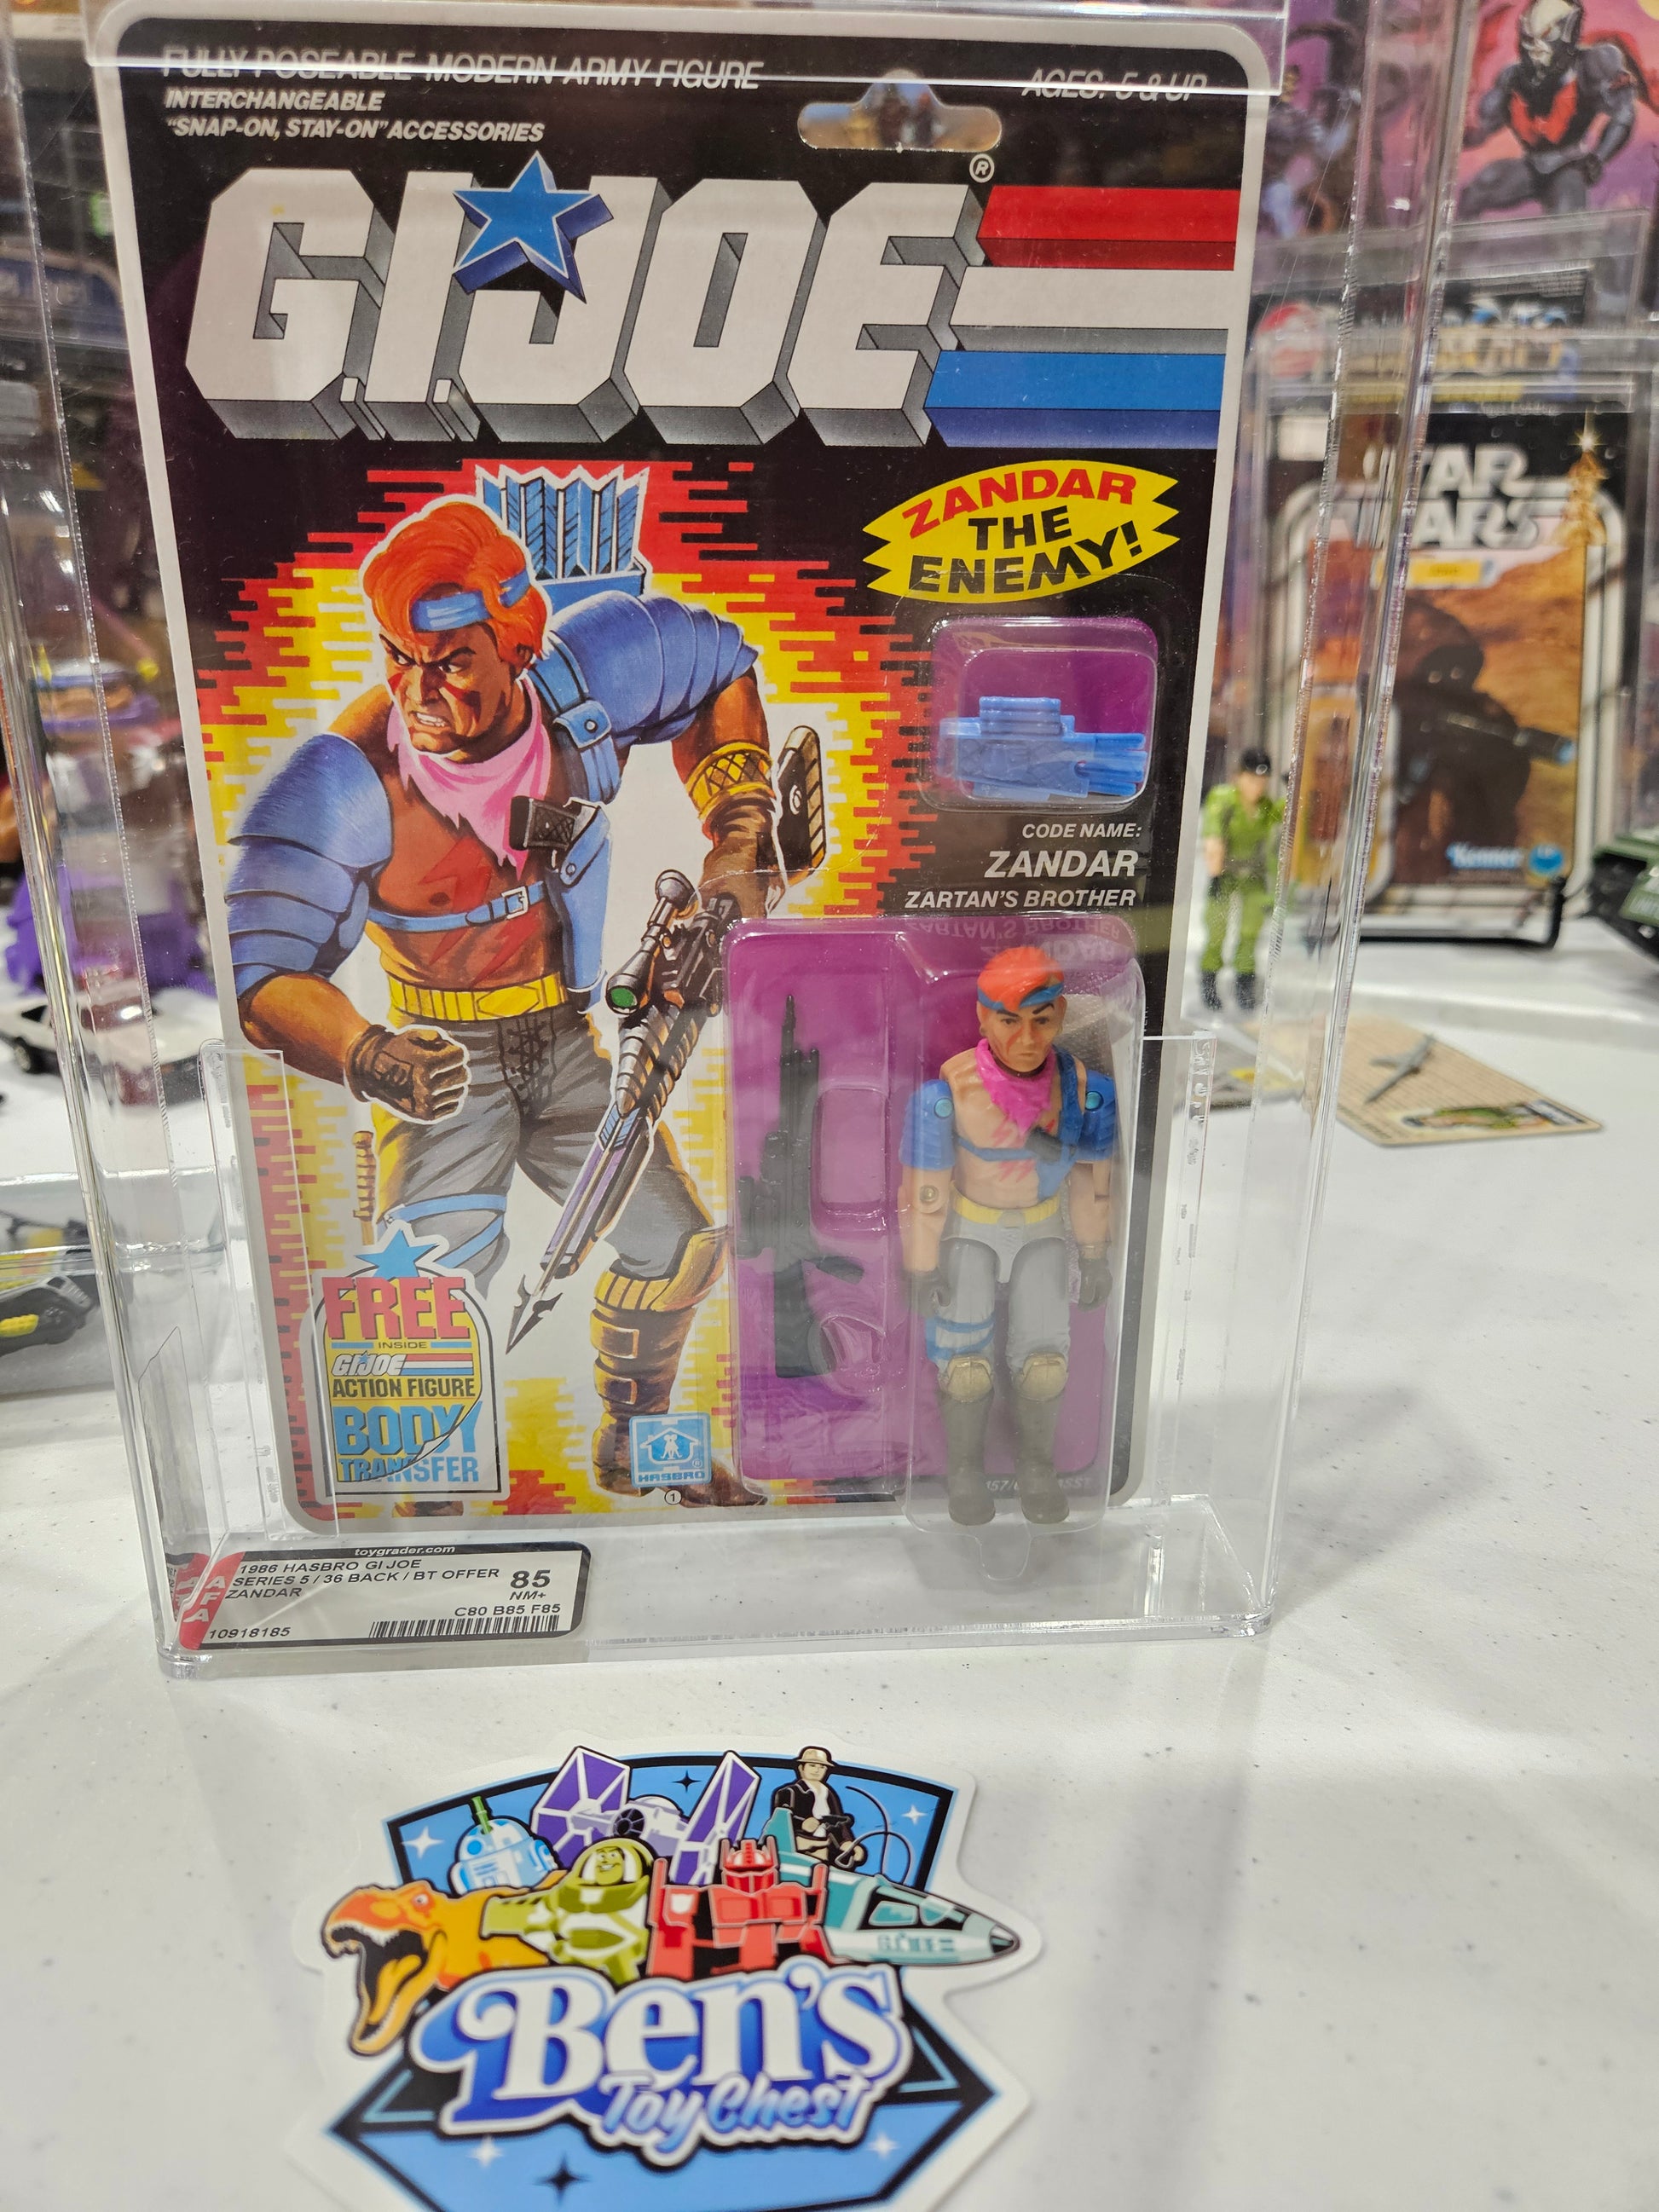 FULLY POSEABLE MODERN ARMY FIGURE
AGES: 5 & UP
INTERCHANGEABLE
"SNAP-ON, STAY-ON" ACCESSORIES
G.I. JOE ®
ZANDAR
THE
ENEMY!
CODE NAME:
ZANDAR
ZARTAN'S BROTHER
FREE
INSIDE
GI JOE
ACTION FIGURE
BODY
TRANSFER
HASBRO ®
1
toygrader.com
AFA
1986 HASBRO GI JOE
SERIES 5 / 36 BACK / BT OFFER
ZANDAR
85
NM+
C80 B85 F85
10918185
STAR
WARS
Kenner
G.I. JOE
Ben's
Toy Chest